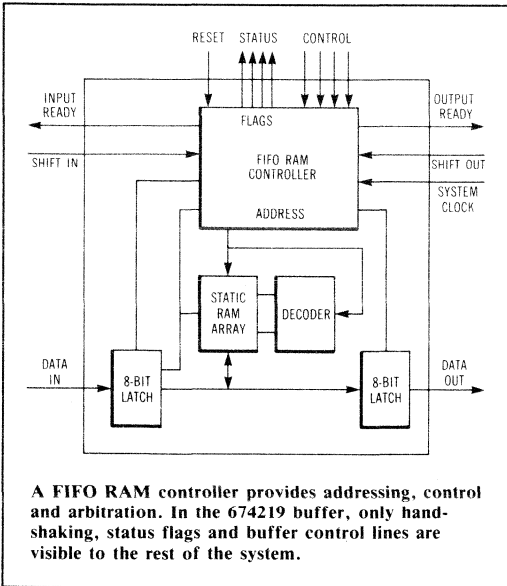 RESET STATUS CONTROL
INPUT
READY
OUTPUT
READY
FLAGS
SHIFT IN
FIFO RAM
CONTROLLER
SHIFT OUT
SYSTEM
CLOCK
ADDRESS
STATIC
RAM
ARRAY
DECODER
DATA
IN
8-BIT
LATCH
8-BIT
LATCH
DATA
OUT
A FIFO RAM controller provides addressing, control
and arbitration. In the 674219 buffer, only hand-
shaking, status flags and buffer control lines are
visible to the rest of the system.